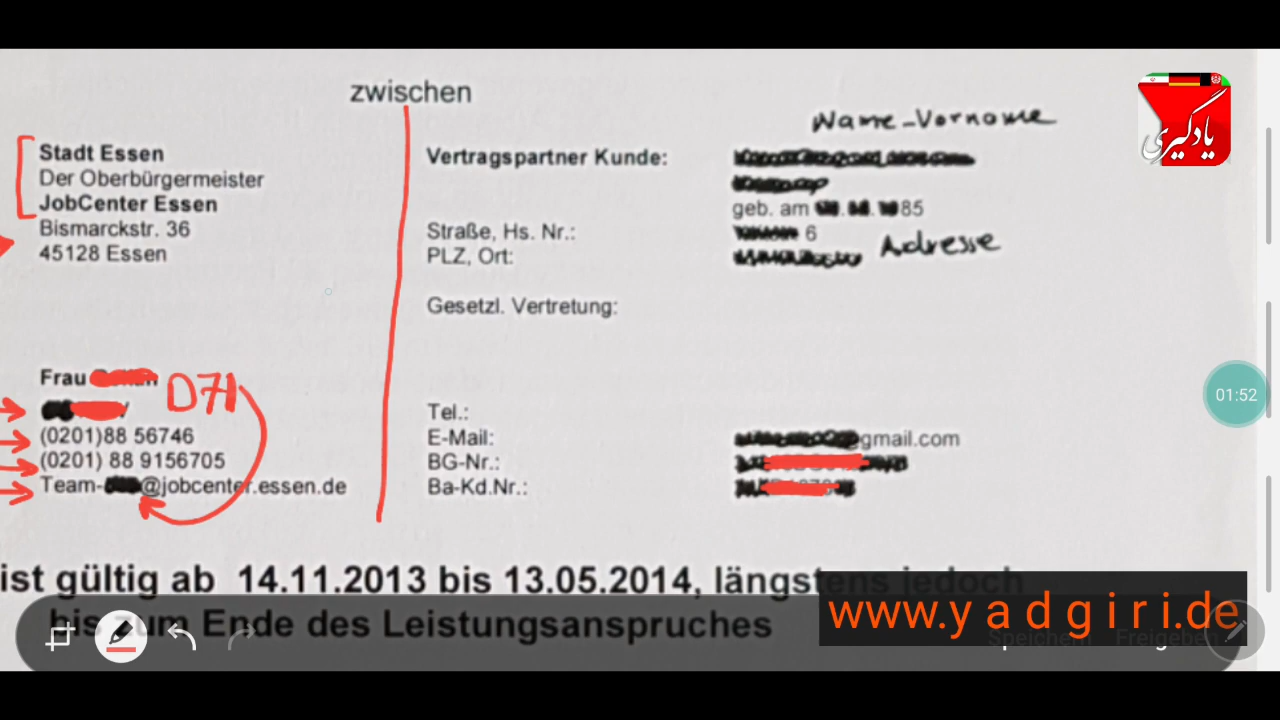 zwischen
Stadt Essen
Der Oberbürgermeister
JobCenter Essen
Bismarckstr. 36
45128 Essen
Frau
D71
(0201)88 56746
(0201) 88 9156705
Team- @jobcenter.essen.de
Name-Vorname
Vertragspartner Kunde:
geb. am 85
Straße, Hs. Nr.: 6
Adresse
PLZ, Ort:
Gesetzl. Vertretung:
Tel.:
E-Mail: @gmail.com
BG-Nr.:
Ba-Kd.Nr.:
ist gültig ab 14.11.2013 bis 13.05.2014, längstens jedoch
bis zum Ende des Leistungsanspruches
یادگیری
01:52
www.yadgiri.de
Speichern Freigeben